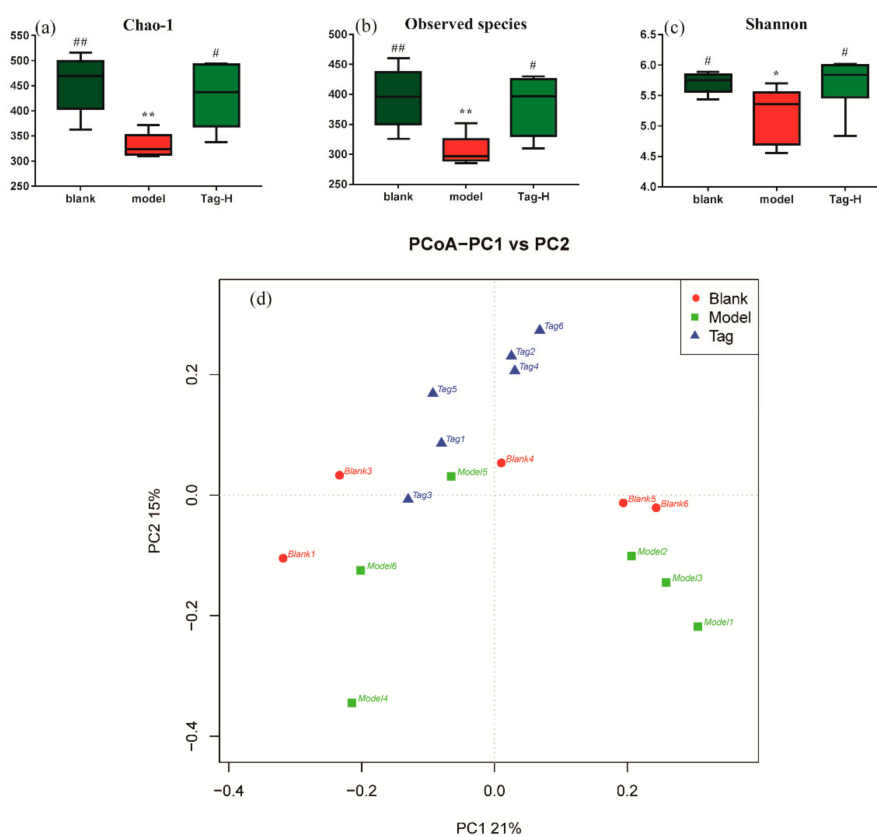 (a) Chao-1
##
#
**
550
500
450
400
350
300
250
blank model Tag-H
(b) Observed species
##
#
**
500
450
400
350
300
250
blank model Tag-H
(c) Shannon
#
#
*
6.5
6.0
5.5
5.0
4.5
4.0
blank model Tag-H
PCoA−PC1 vs PC2
(d)
Blank
Model
Tag
Tag6
Tag2
Tag4
Tag5
Tag1
Blank4
Blank3
Model5
Tag3
Blank5
Blank6
Blank1
Model6
Model2
Model3
Model1
Model4
0.2
0.0
−0.2
−0.4
PC2 15%
−0.4 −0.2 0.0 0.2
PC1 21%